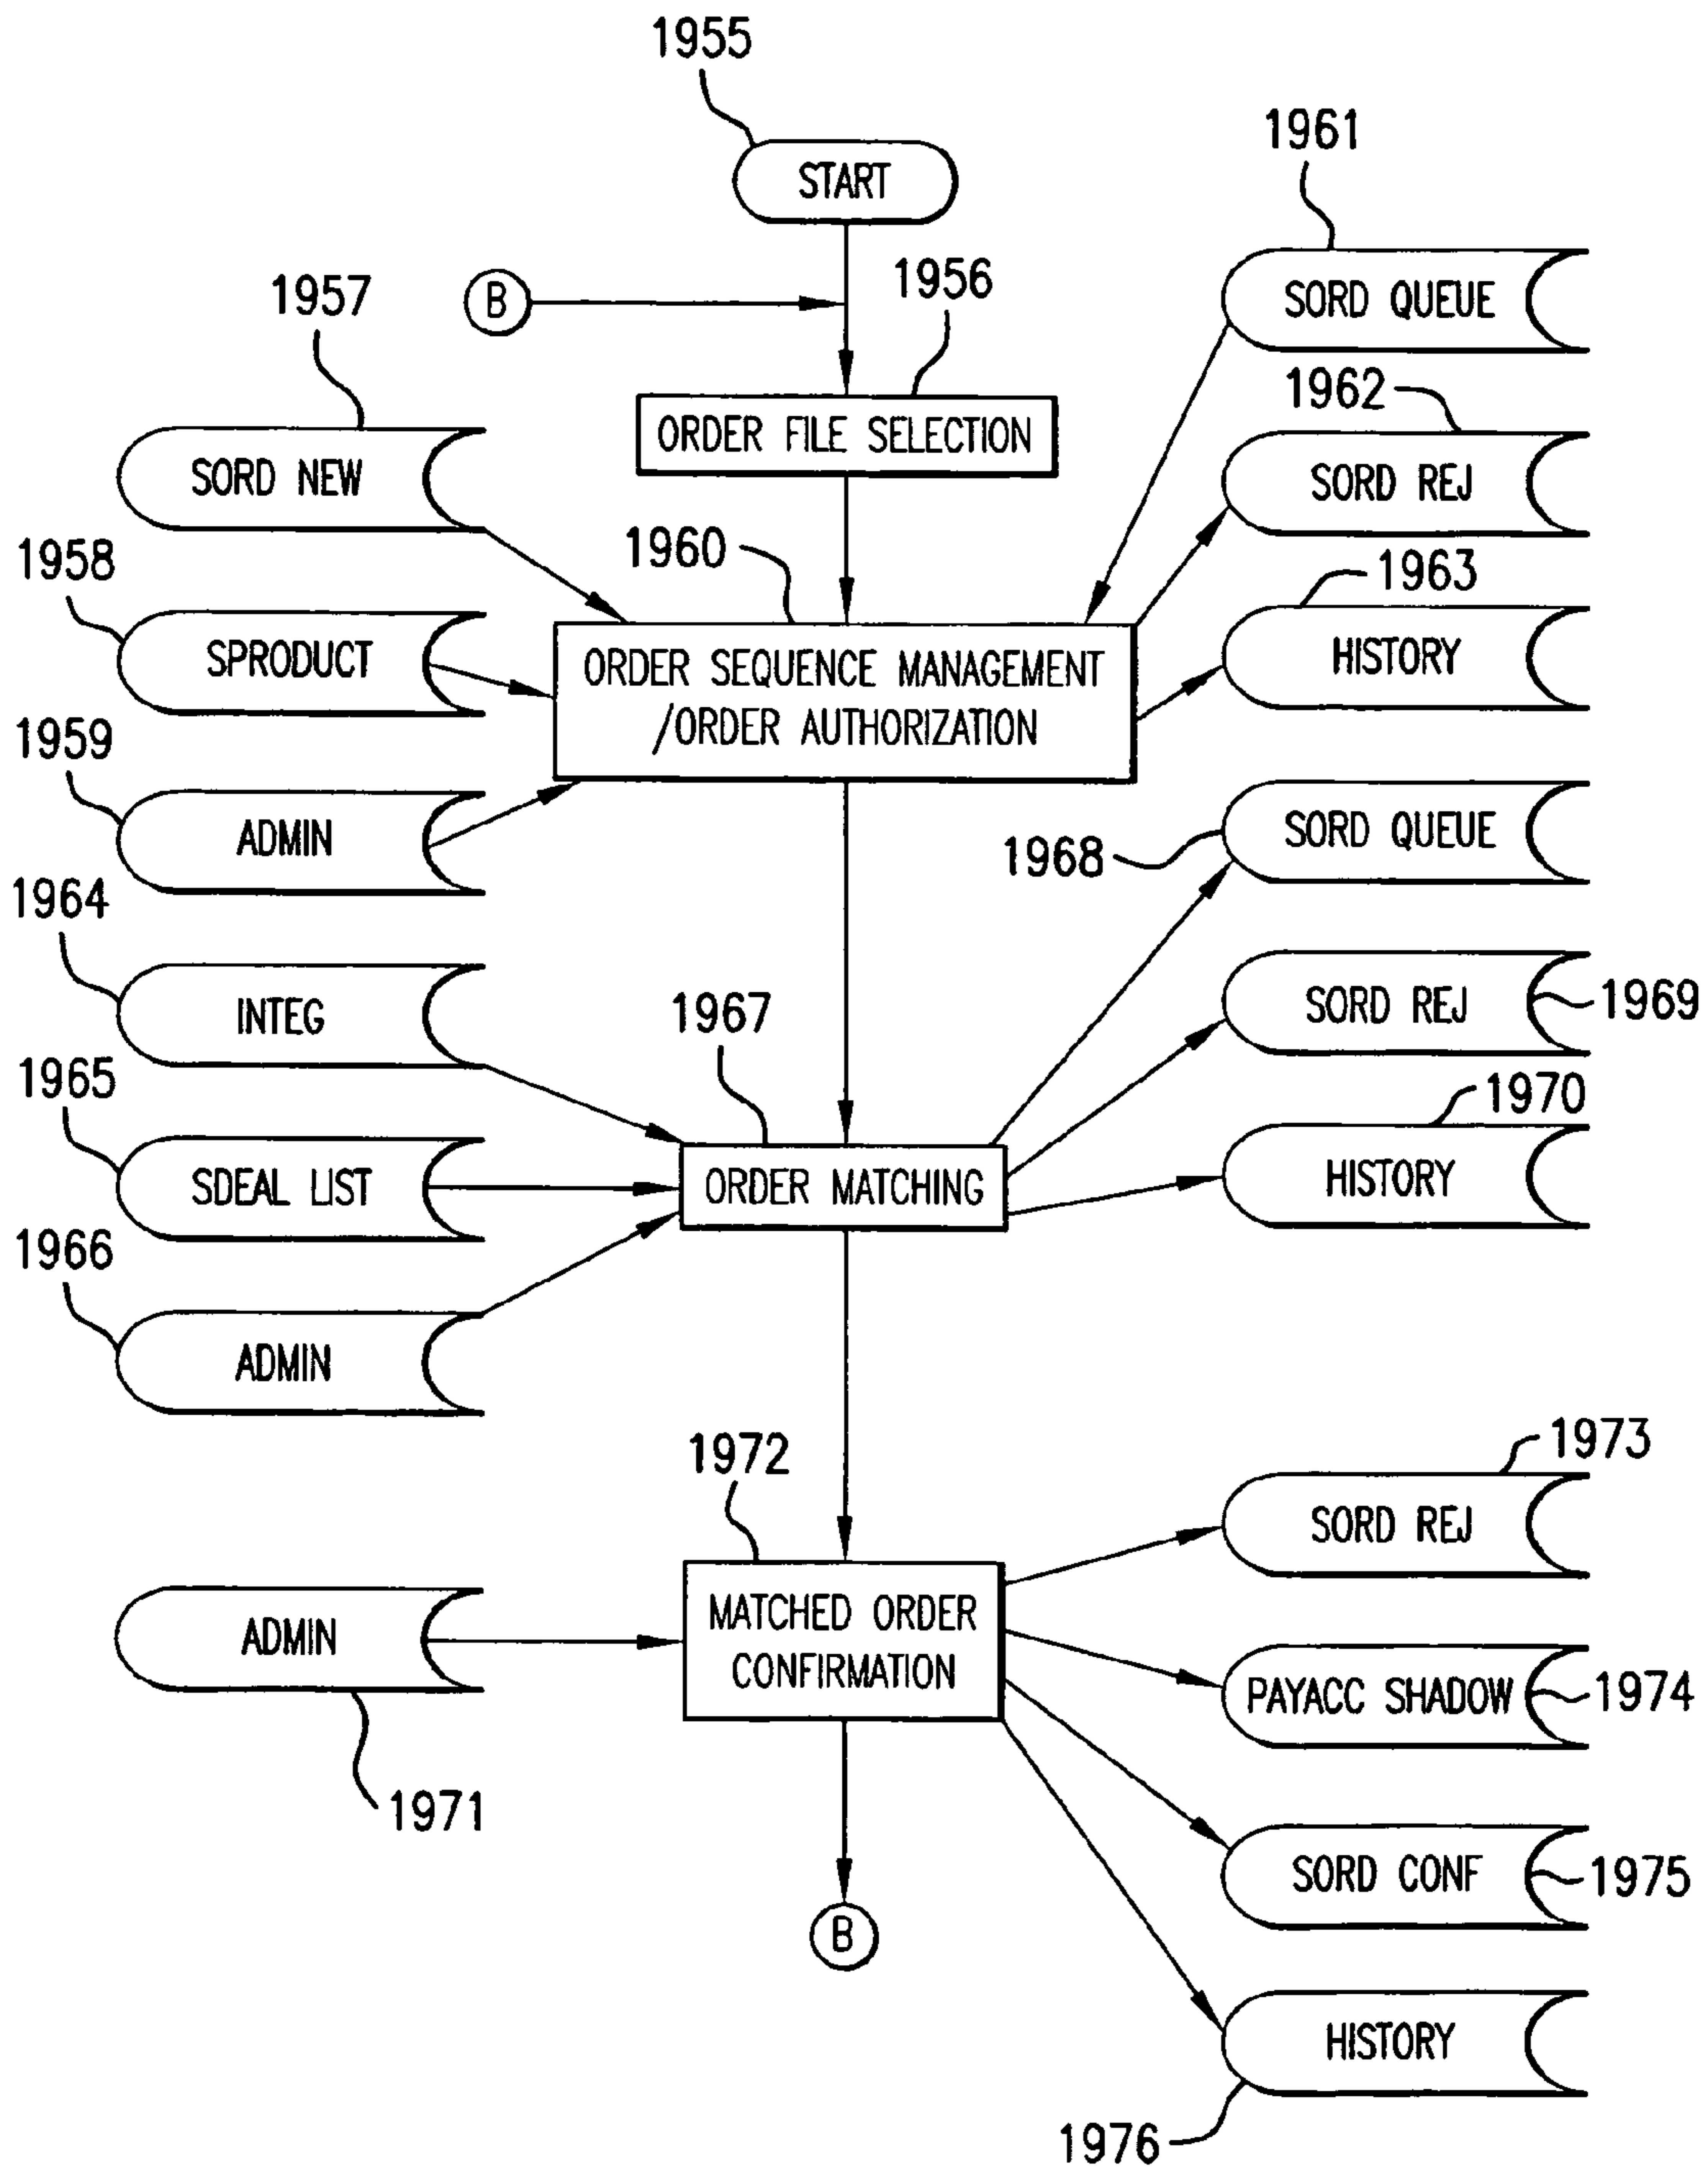 1955
START
1961
SORD QUEUE
B
1956
1957
ORDER FILE SELECTION
1962
SORD REJ
SORD NEW
1960
1958
1963
SPRODUCT
ORDER SEQUENCE MANAGEMENT
/ORDER AUTHORIZATION
HISTORY
1959
ADMIN
1968
SORD QUEUE
1964
INTEG
1967
SORD REJ
1969
1965
1970
SDEAL LIST
ORDER MATCHING
HISTORY
1966
ADMIN
1972
1973
SORD REJ
ADMIN
MATCHED ORDER
CONFIRMATION
PAYACC SHADOW
1974
1971
SORD CONF
1975
B
HISTORY
1976